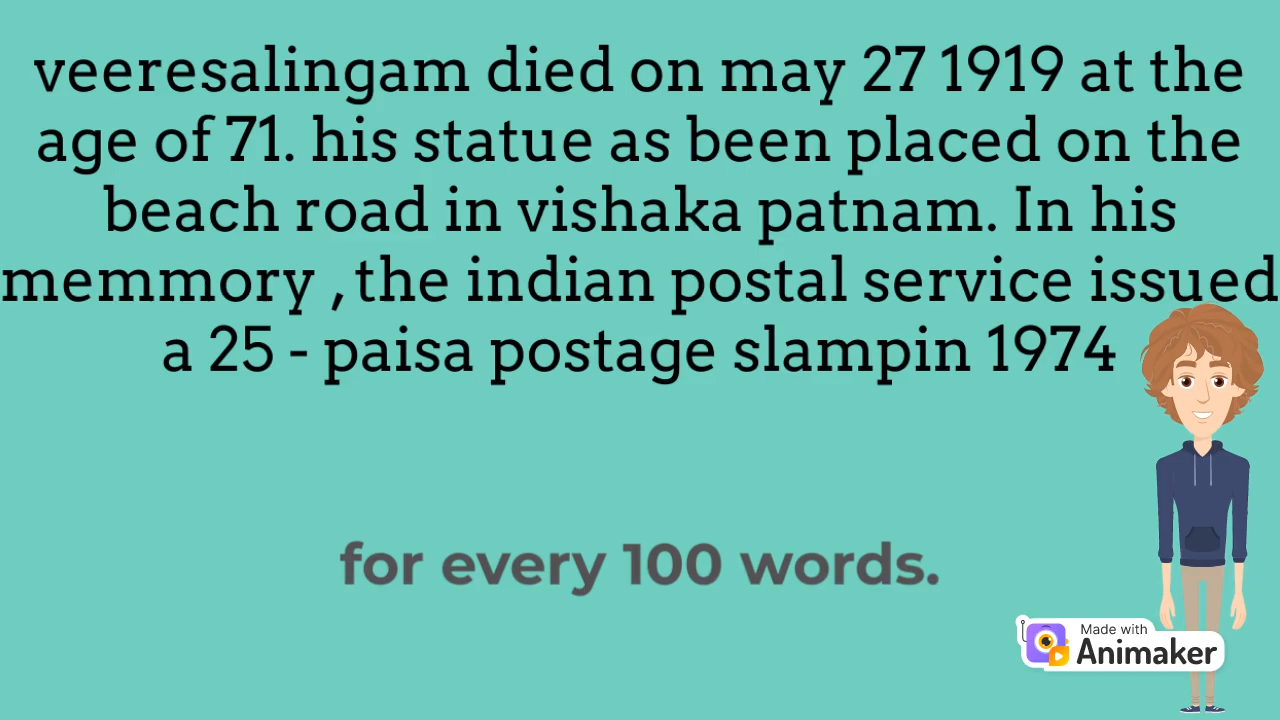 veeresalingam died on may 27 1919 at the
age of 71. his statue as been placed on the
beach road in vishaka patnam. In his
memmory , the indian postal service issued
a 25 - paisa postage slampin 1974
for every 100 words.
Made with
Animaker